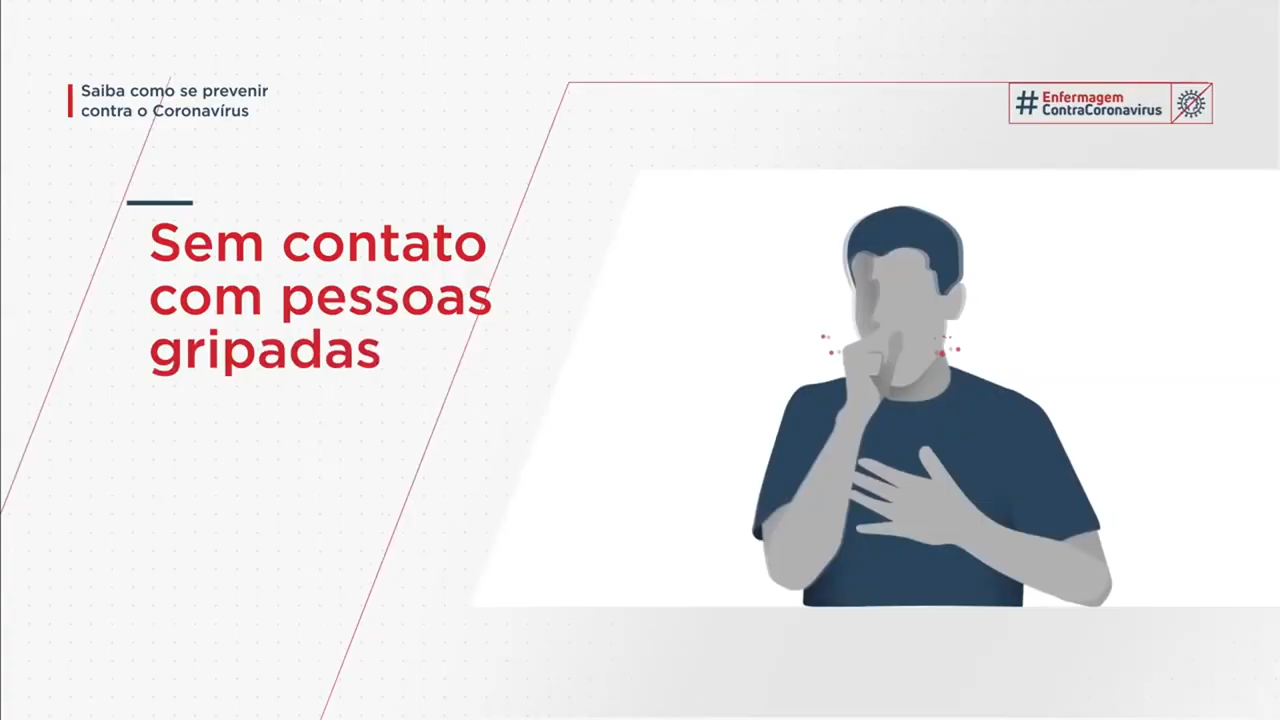 Saiba como se prevenir
contra o Coronavírus
#Enfermagem
ContraCoronavirus
Sem contato
com pessoas
gripadas